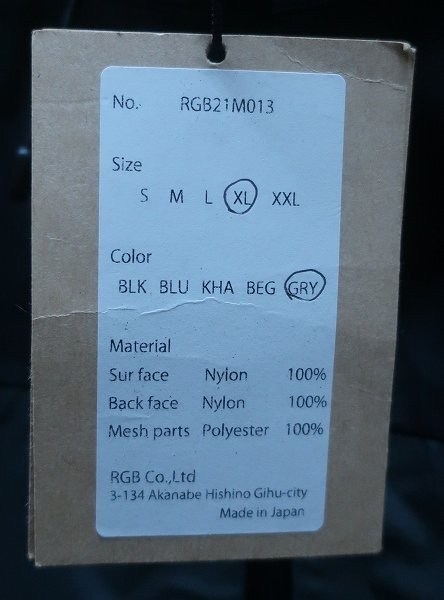 No. RGB21M013
Size
S M L XL XXL
Color
BLK BLU KHA BEG GRY
Material
Sur face Nylon 100%
Back face Nylon 100%
Mesh parts Polyester 100%
RGB Co.,Ltd
3-134 Akanabe Hishino Gihu-city
Made in Japan